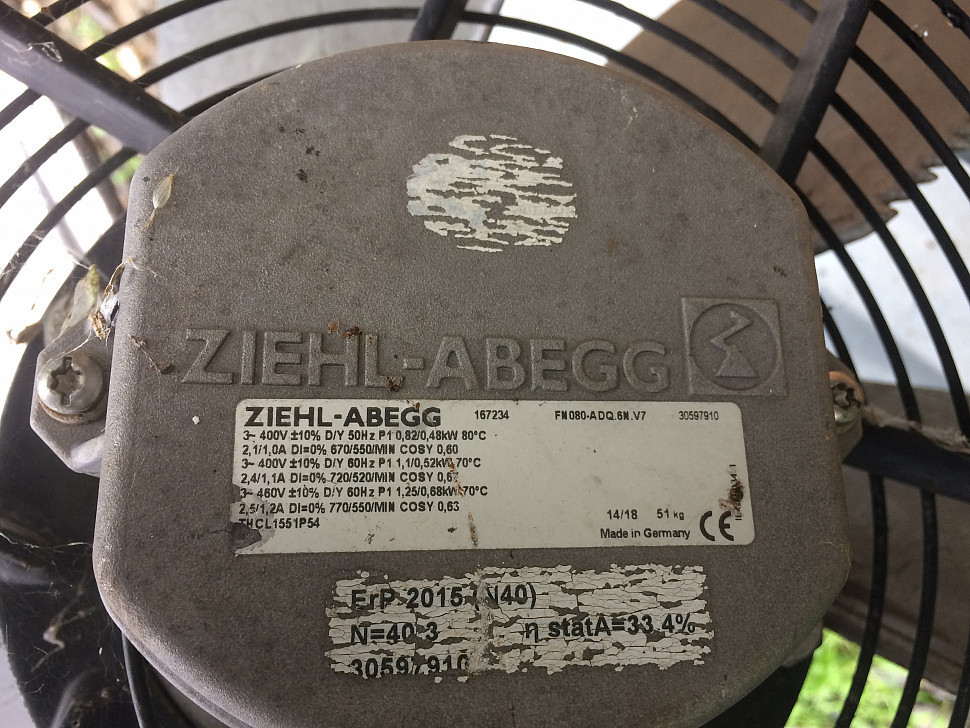 ZIEHL-ABEGG
ZIEHL-ABEGG 167234 FN080-ADQ.6N.V7 30597910
3~ 400V ±10% D/Y 50Hz P1 0,82/0,48kW 80°C
2,1/1,0A DI=0% 670/550/MIN COSY 0,60
3~ 400V ±10% D/Y 60Hz P1 1,1/0,52kW 70°C
2,4/1,1A DI=0% 720/520/MIN COSY
3~ 460V ±10% D/Y 60Hz P1 1,25/0,68kW 70°C
2,5/1,2A DI=0% 770/550/MIN COSY 0,63
THCL155 IP54
14/18 51 kg CE
Made in Germany
ErP 2015 (N40)
N=40,3 η statA=33,4%
30597910